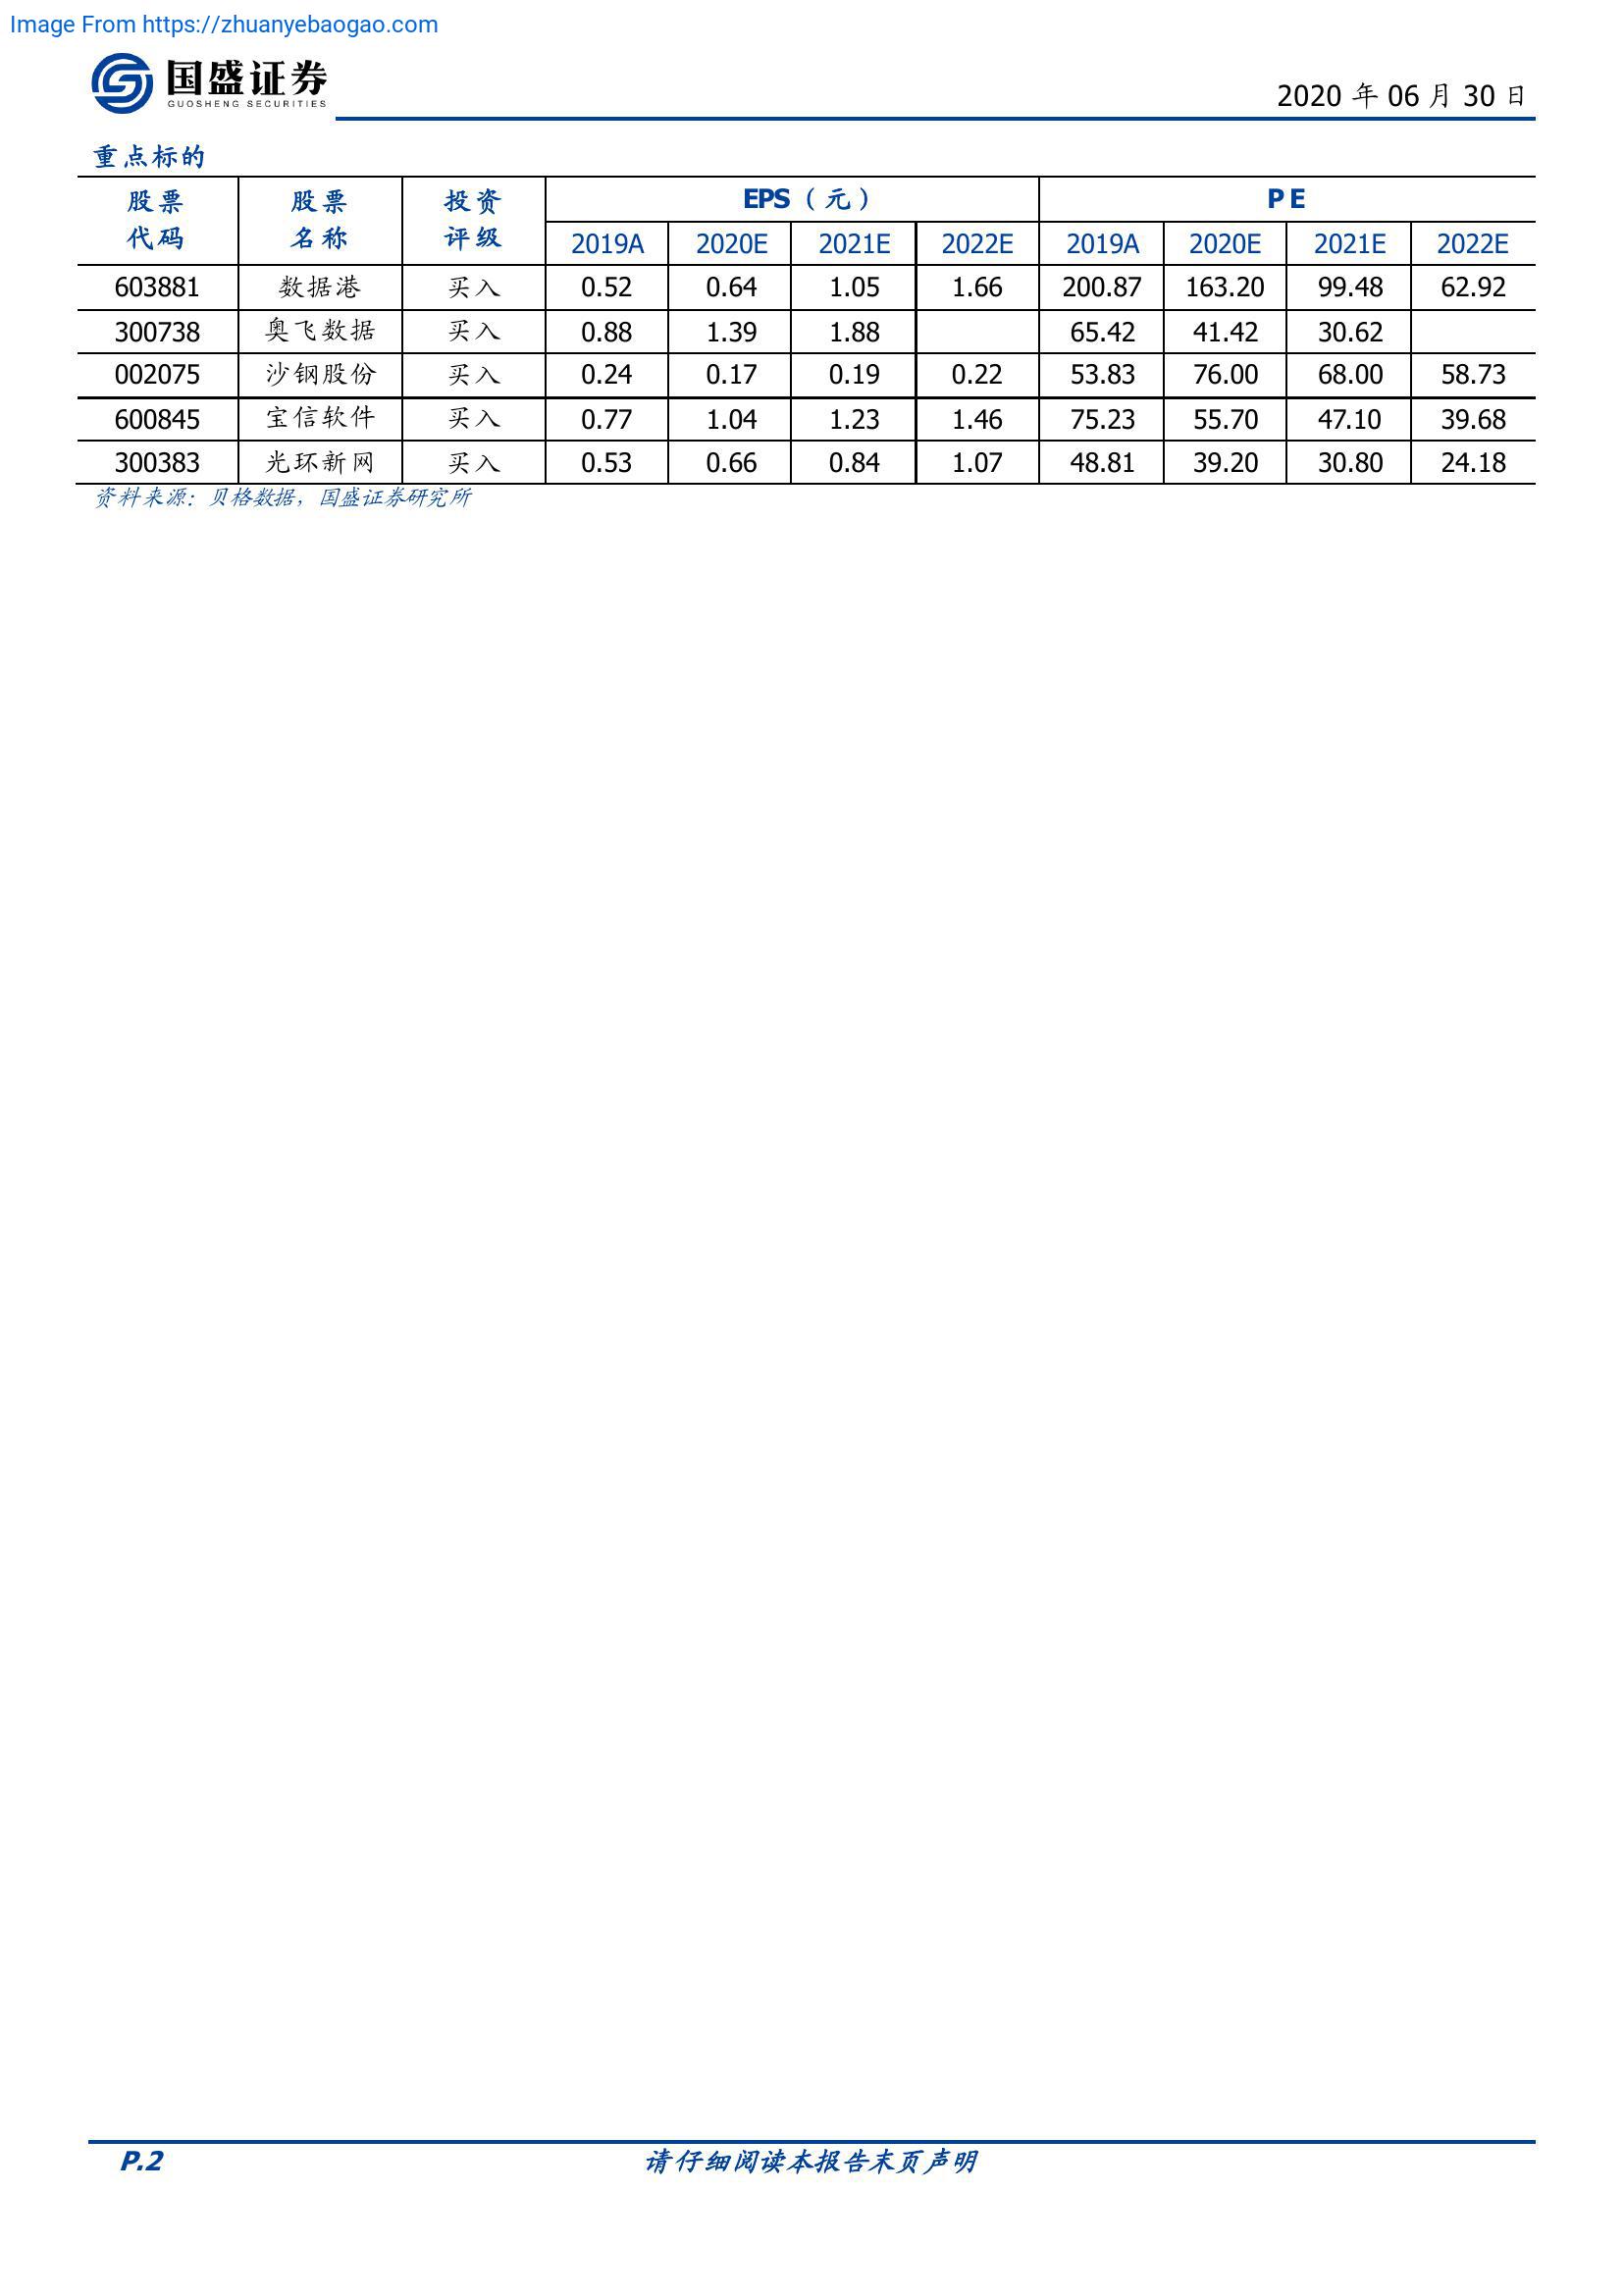 Image From https://zhuanyebaogao.com
国盛证券
GUOSHENG SECURITIES
2020 年 06 月 30 日
重点标的
股票 股票 投资 EPS（元） PE
代码 名称 评级 2019A 2020E 2021E 2022E 2019A 2020E 2021E 2022E
603881 数据港 买入 0.52 0.64 1.05 1.66 200.87 163.20 99.48 62.92
300738 奥飞数据 买入 0.88 1.39 1.88 65.42 41.42 30.62
002075 沙钢股份 买入 0.24 0.17 0.19 0.22 53.83 76.00 68.00 58.73
600845 宝信软件 买入 0.77 1.04 1.23 1.46 75.23 55.70 47.10 39.68
300383 光环新网 买入 0.53 0.66 0.84 1.07 48.81 39.20 30.80 24.18
资料来源：贝格数据，国盛证券研究所
P.2 请仔细阅读本报告末页声明